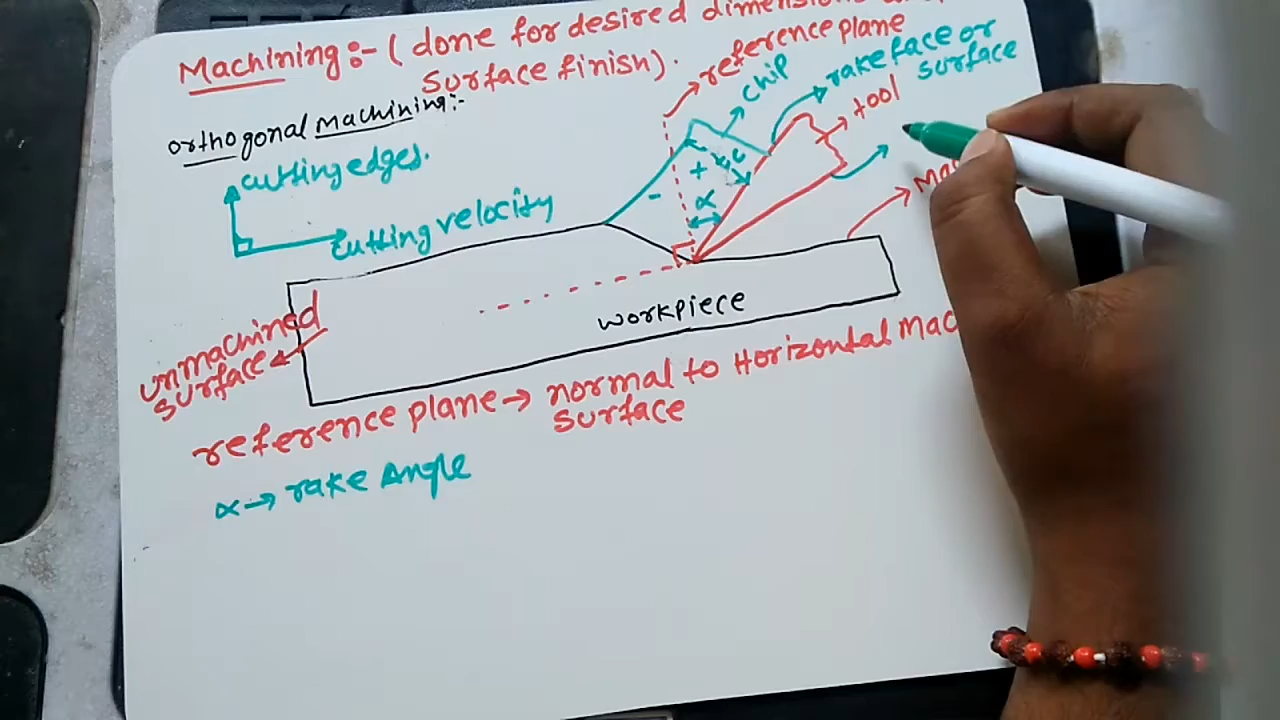 Machining :- ( done for desired dimensions
surface finish).
orthogonal machining :-
cutting edges.
cutting velocity
reference plane
chip
rake face or
surface
tool
tc
+
-
α
workpiece
unmachined
surface
reference plane → normal to Horizontal
surface
α → rake Angle